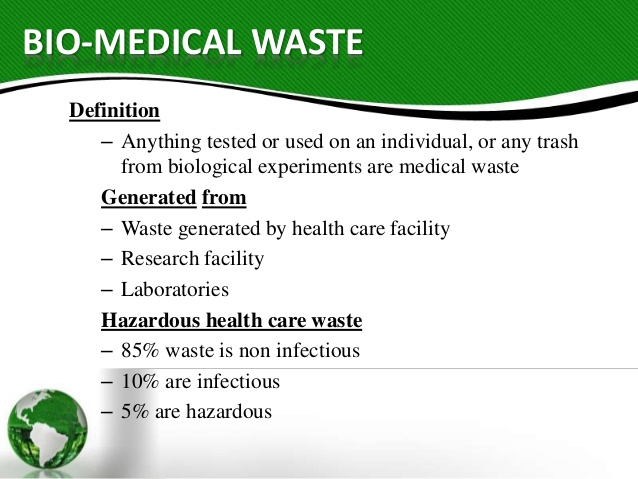 BIO-MEDICAL WASTE
Definition
– Anything tested or used on an individual, or any trash
from biological experiments are medical waste
Generated from
– Waste generated by health care facility
– Research facility
– Laboratories
Hazardous health care waste
– 85% waste is non infectious
– 10% are infectious
– 5% are hazardous